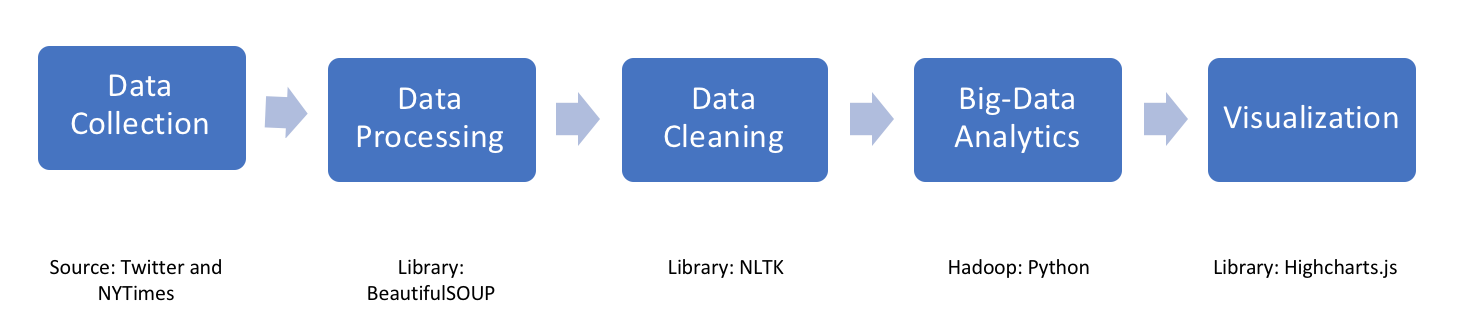 Data
Collection
Data
Processing
Data
Cleaning
Big-Data
Analytics
Visualization
Source: Twitter and
NYTimes
Library:
BeautifulSOUP
Library: NLTK
Hadoop: Python
Library: Highcharts.js